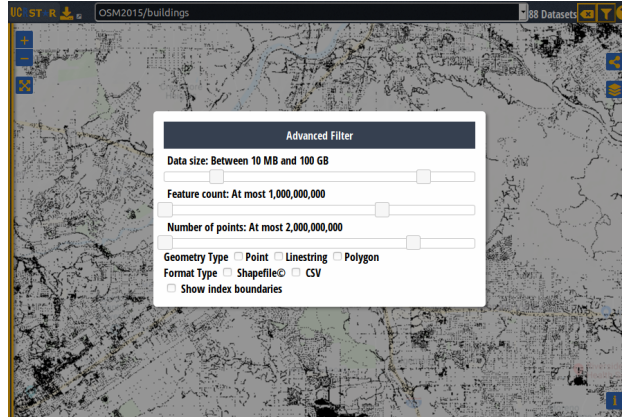 UC STAR OSM2015/buildings 88 Datasets
Advanced Filter
Data size: Between 10 MB and 100 GB
Feature count: At most 1,000,000,000
Number of points: At most 2,000,000,000
Geometry Type Point Linestring Polygon
Format Type Shapefile© CSV
Show index boundaries